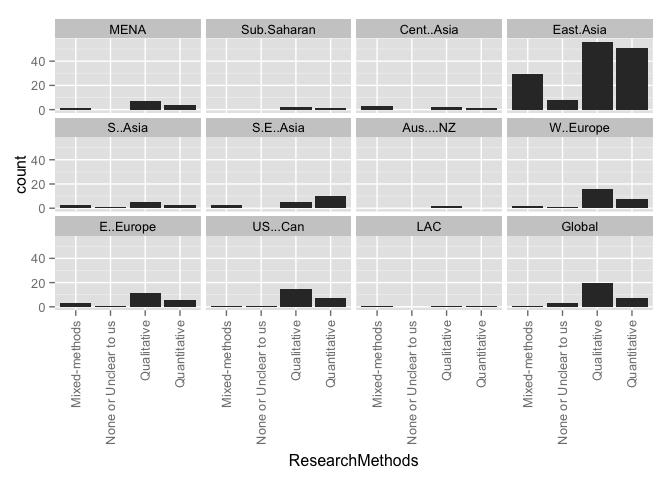 MENA Sub.Saharan Cent..Asia East.Asia
40
20
0
S..Asia S.E..Asia Aus....NZ W..Europe
40
20
0
E..Europe US...Can LAC Global
40
20
0
count
Mixed-methods None or Unclear to us Qualitative Quantitative Mixed-methods None or Unclear to us Qualitative Quantitative Mixed-methods None or Unclear to us Qualitative Quantitative Mixed-methods None or Unclear to us Qualitative Quantitative
ResearchMethods